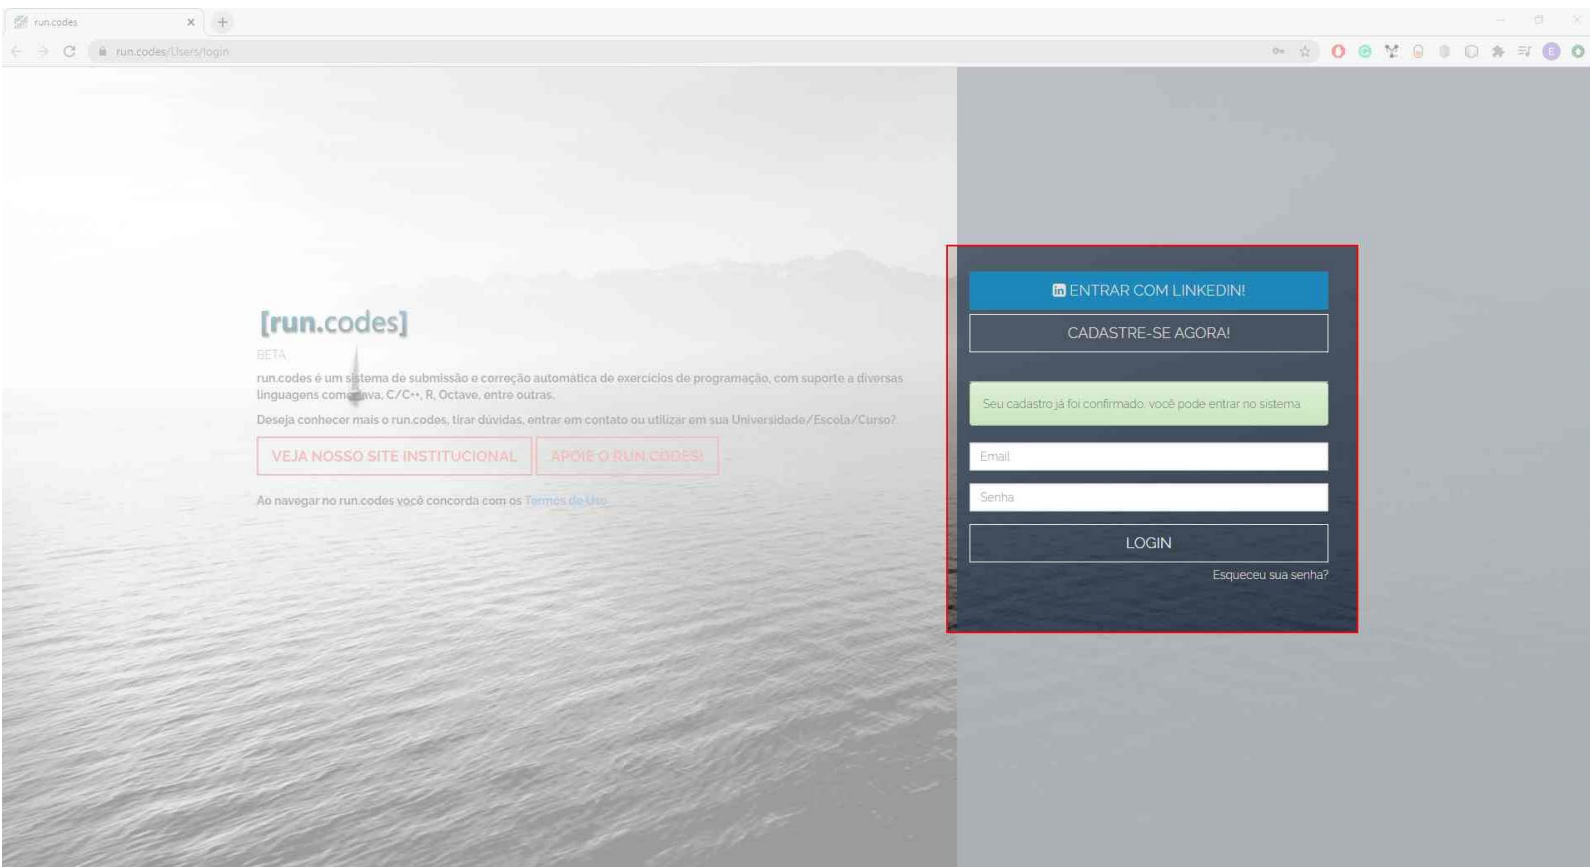 run.codes
run.codes/Users/login
E
[run.codes]
BETA
run.codes é um sistema de submissão e correção automática de exercícios de programação, com suporte a diversas
linguagens como Java, C/C++, R, Octave, entre outras.
Deseja conhecer mais o run.codes, tirar dúvidas, entrar em contato ou utilizar em sua Universidade/Escola/Curso?
VEJA NOSSO SITE INSTITUCIONAL
APOIE O RUN.CODES!
Ao navegar no run.codes você concorda com os Termos de Uso
in ENTRAR COM LINKEDIN!
CADASTRE-SE AGORA!
Seu cadastro já foi confirmado, você pode entrar no sistema
Email
Senha
LOGIN
Esqueceu sua senha?